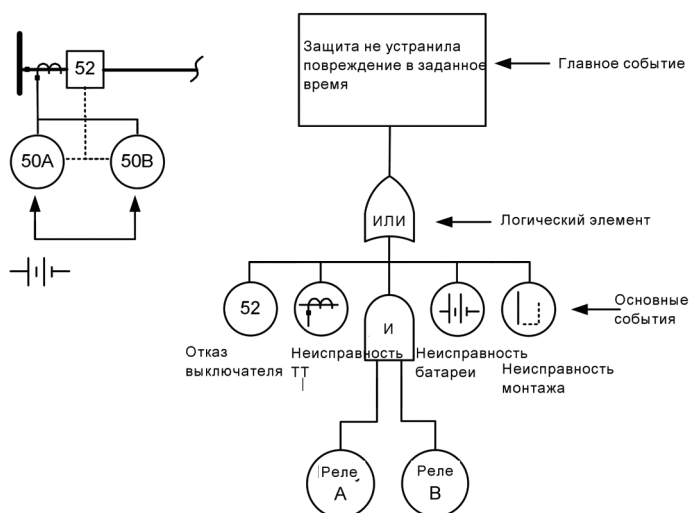 52
50A
50B
Защита не устранила
повреждение в заданное
время
Главное событие
ИЛИ
Логический элемент
52
И
Основные
события
Отказ
выключателя
Неисправность
ТТ
Неисправность
батареи
Неисправность
монтажа
Реле
А
Реле
В